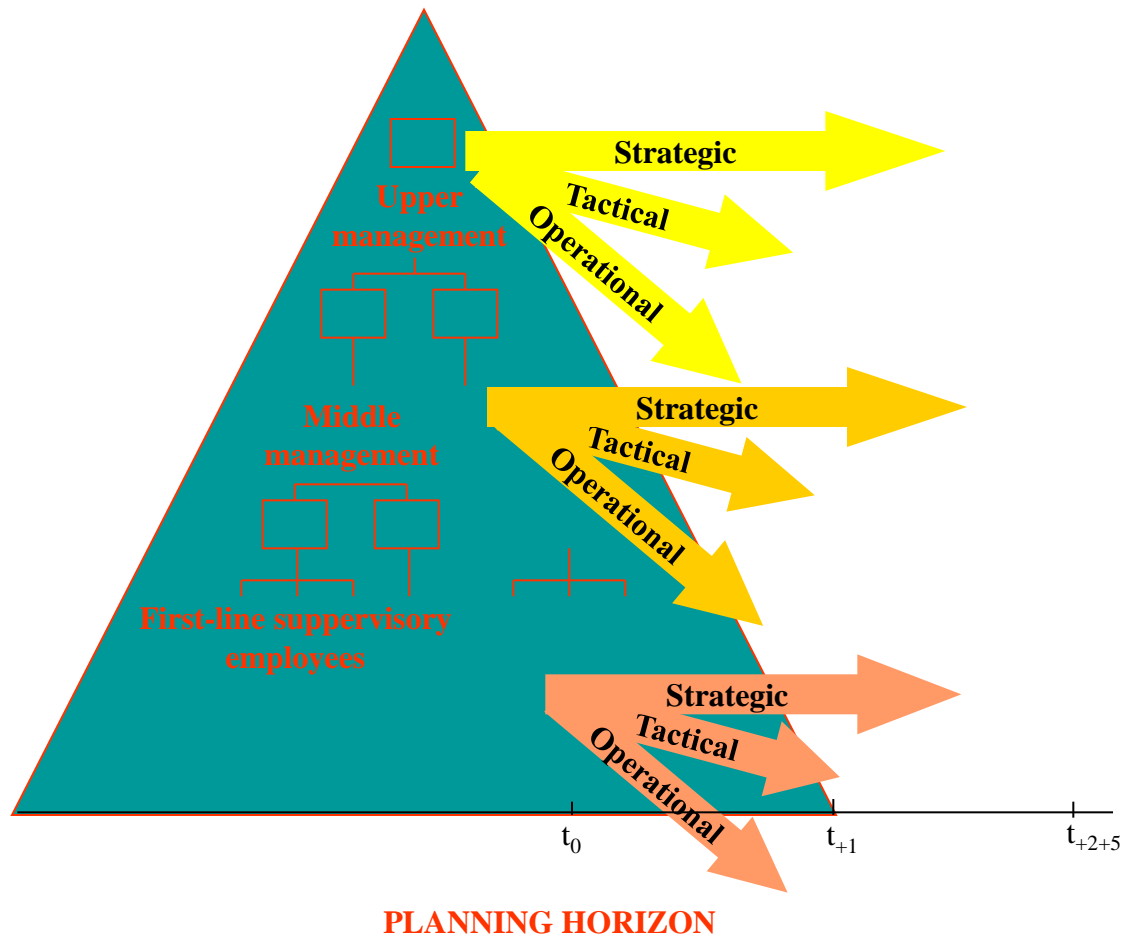 Strategic
Tactical
Operational
Upper
management
Strategic
Tactical
Operational
Middle
management
First-line suppervisory
employees
Strategic
Tactical
Operational
t0
t+1
t+2+5
PLANNING HORIZON